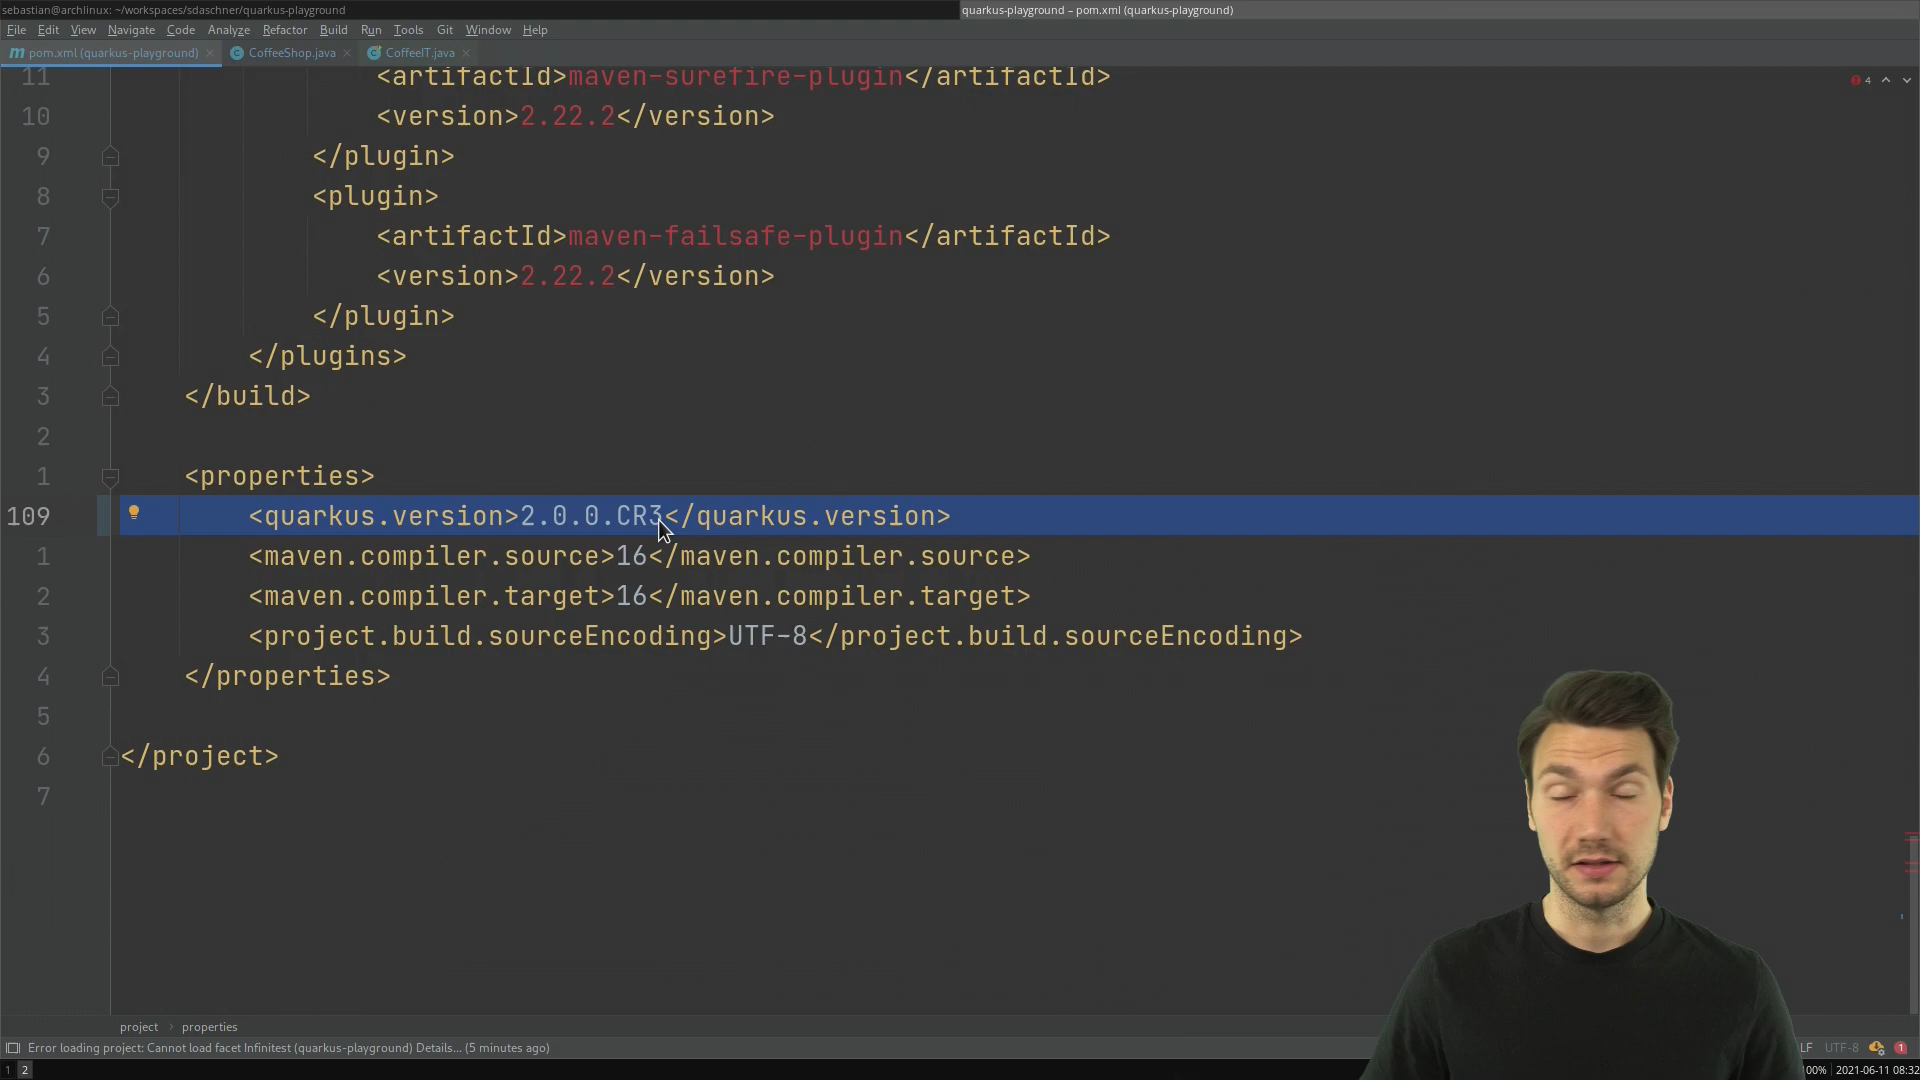 sebastian@archlinux: ~/workspaces/sdaschner/quarkus-playground
quarkus-playground – pom.xml (quarkus-playground)
File Edit View Navigate Code Analyze Refactor Build Run Tools Git Window Help
pom.xml (quarkus-playground) CoffeeShop.java CoffeeIT.java
11 <artifactId>maven-surefire-plugin</artifactId>
4
10 <version>2.22.2</version>
9 </plugin>
8 <plugin>
7 <artifactId>maven-failsafe-plugin</artifactId>
6 <version>2.22.2</version>
5 </plugin>
4 </plugins>
3 </build>
2
1 <properties>
109 <quarkus.version>2.0.0.CR3</quarkus.version>
1 <maven.compiler.source>16</maven.compiler.source>
2 <maven.compiler.target>16</maven.compiler.target>
3 <project.build.sourceEncoding>UTF-8</project.build.sourceEncoding>
4 </properties>
5
6 </project>
7
project › properties
Error loading project: Cannot load facet Infinitest (quarkus-playground) Details... (5 minutes ago)
LF UTF-8 1
1 2
00% 2021-06-11 08:32